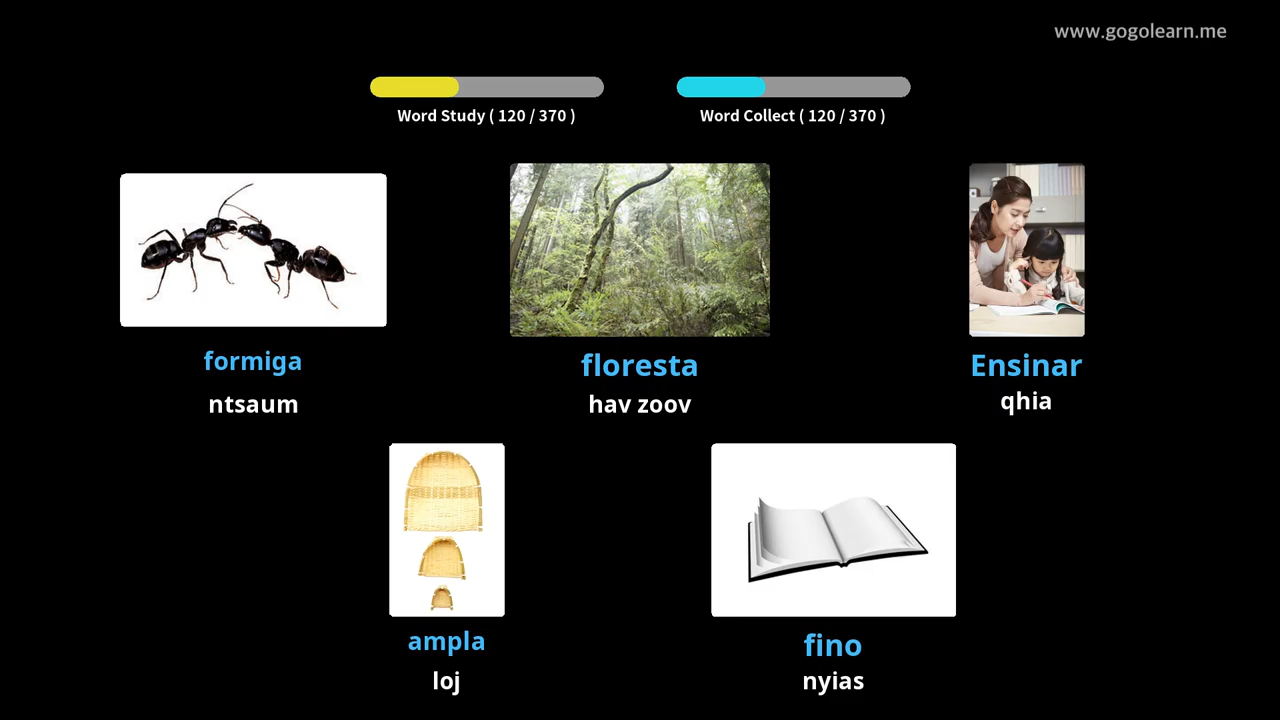 www.gogolearn.me
Word Study ( 120 / 370 )
Word Collect ( 120 / 370 )
formiga
ntsaum
floresta
hav zoov
Ensinar
qhia
ampla
loj
fino
nyias